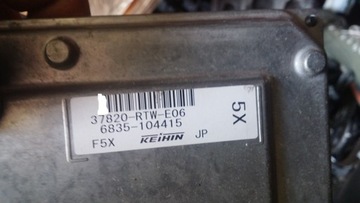 37820-RTW-E06
6835-104415
F5X KEIHIN JP
5X